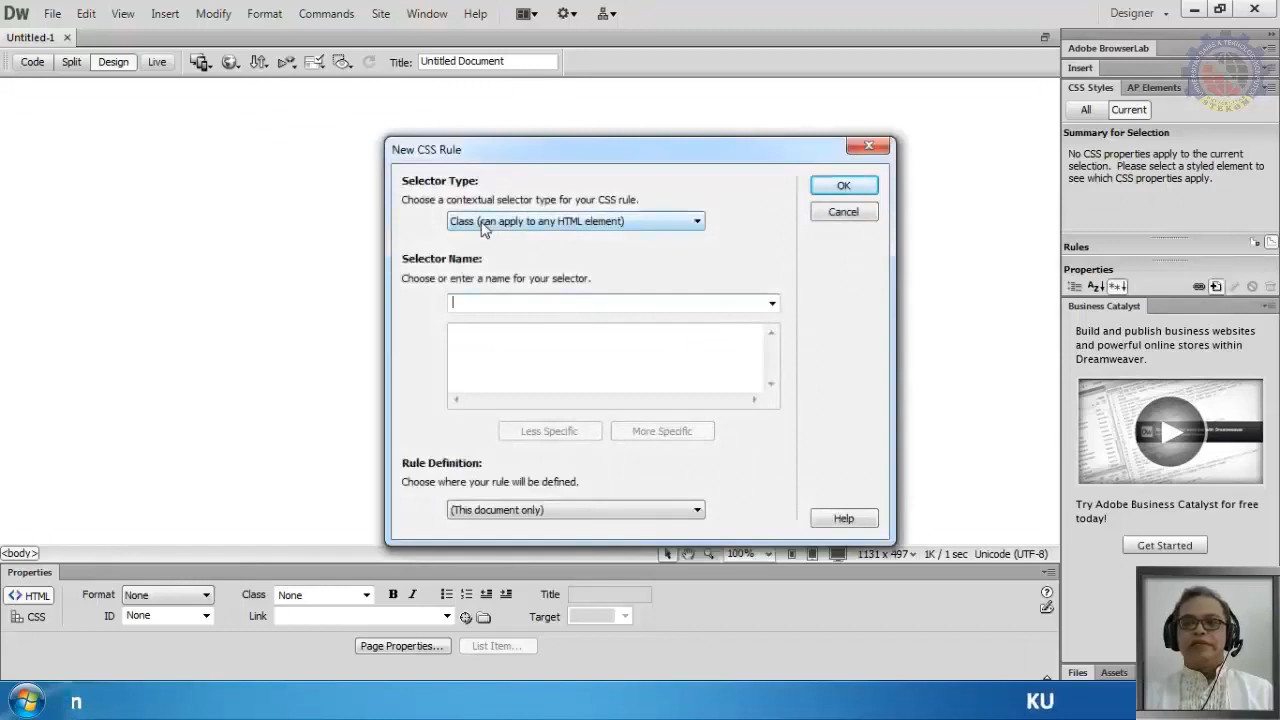 Dw File Edit View Insert Modify Format Commands Site Window Help Designer
Untitled-1
Code Split Design Live Title: Untitled Document
Adobe BrowserLab
Insert
CSS Styles AP Elements
All Current
Summary for Selection
No CSS properties apply to the current
selection. Please select a styled element
to see which CSS properties apply.
Rules
Properties
Business Catalyst
Build and publish business websites
and powerful online stores within
Dreamweaver.
Try Adobe Business Catalyst for free
today!
Get Started
New CSS Rule
Selector Type:
Choose a contextual selector type for your CSS rule.
Class (can apply to any HTML element)
OK
Cancel
Selector Name:
Choose or enter a name for your selector.
Less Specific More Specific
Rule Definition:
Choose where your rule will be defined.
(This document only)
Help
<body>
100% 1131 x 497 1K / 1 sec Unicode (UTF-8)
Properties
<> HTML Format None Class None B I Title
CSS ID None Link Target
Page Properties... List Item...
Files Assets
n KU